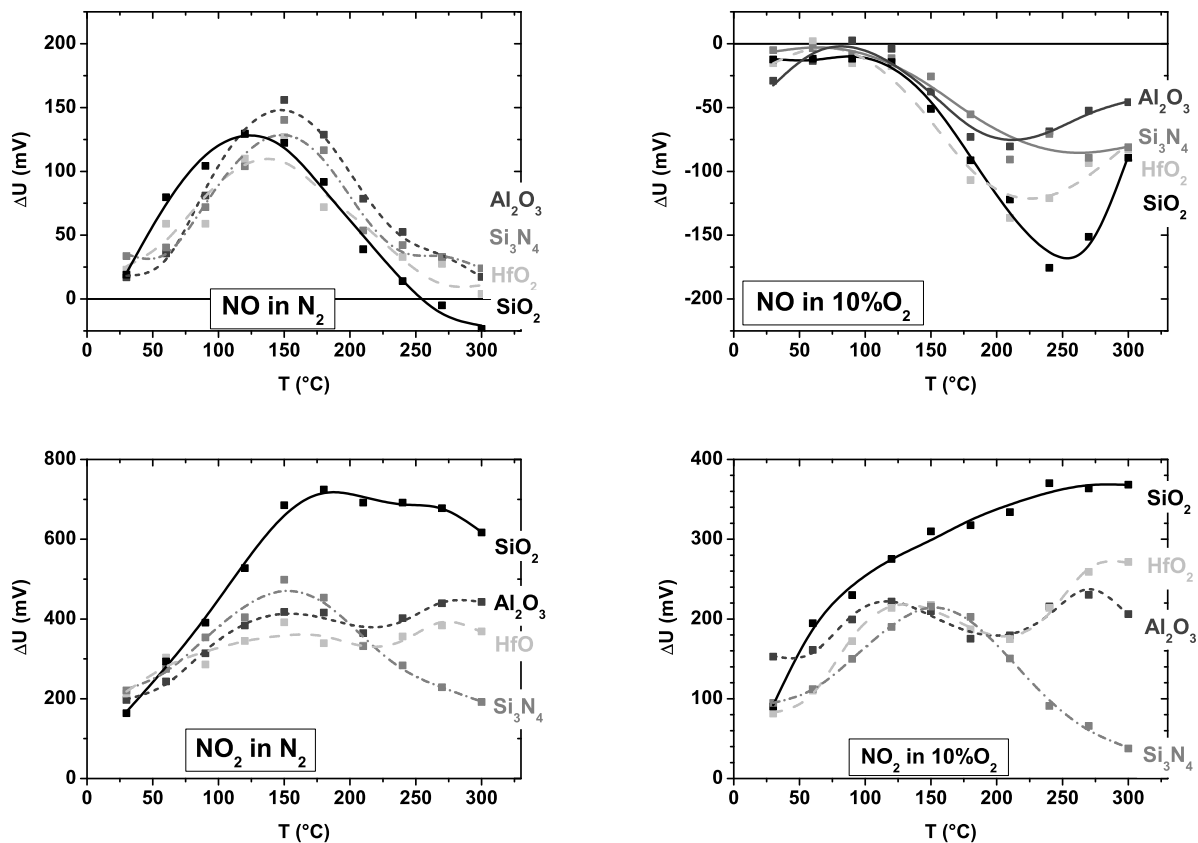 200
150
100
50
0
ΔU (mV)
Al₂O₃
Si₃N₄
HfO₂
SiO₂
NO in N₂
0 50 100 150 200 250 300
T (°C)
0
-50
-100
-150
-200
ΔU (mV)
Al₂O₃
Si₃N₄
HfO₂
SiO₂
NO in 10%O₂
0 50 100 150 200 250 300
T (°C)
800
600
400
200
0
ΔU (mV)
SiO₂
Al₂O₃
HfO
Si₃N₄
NO₂ in N₂
0 50 100 150 200 250 300
T (°C)
400
300
200
100
0
ΔU (mV)
SiO₂
HfO₂
Al₂O₃
Si₃N₄
NO₂ in 10%O₂
0 50 100 150 200 250 300
T (°C)